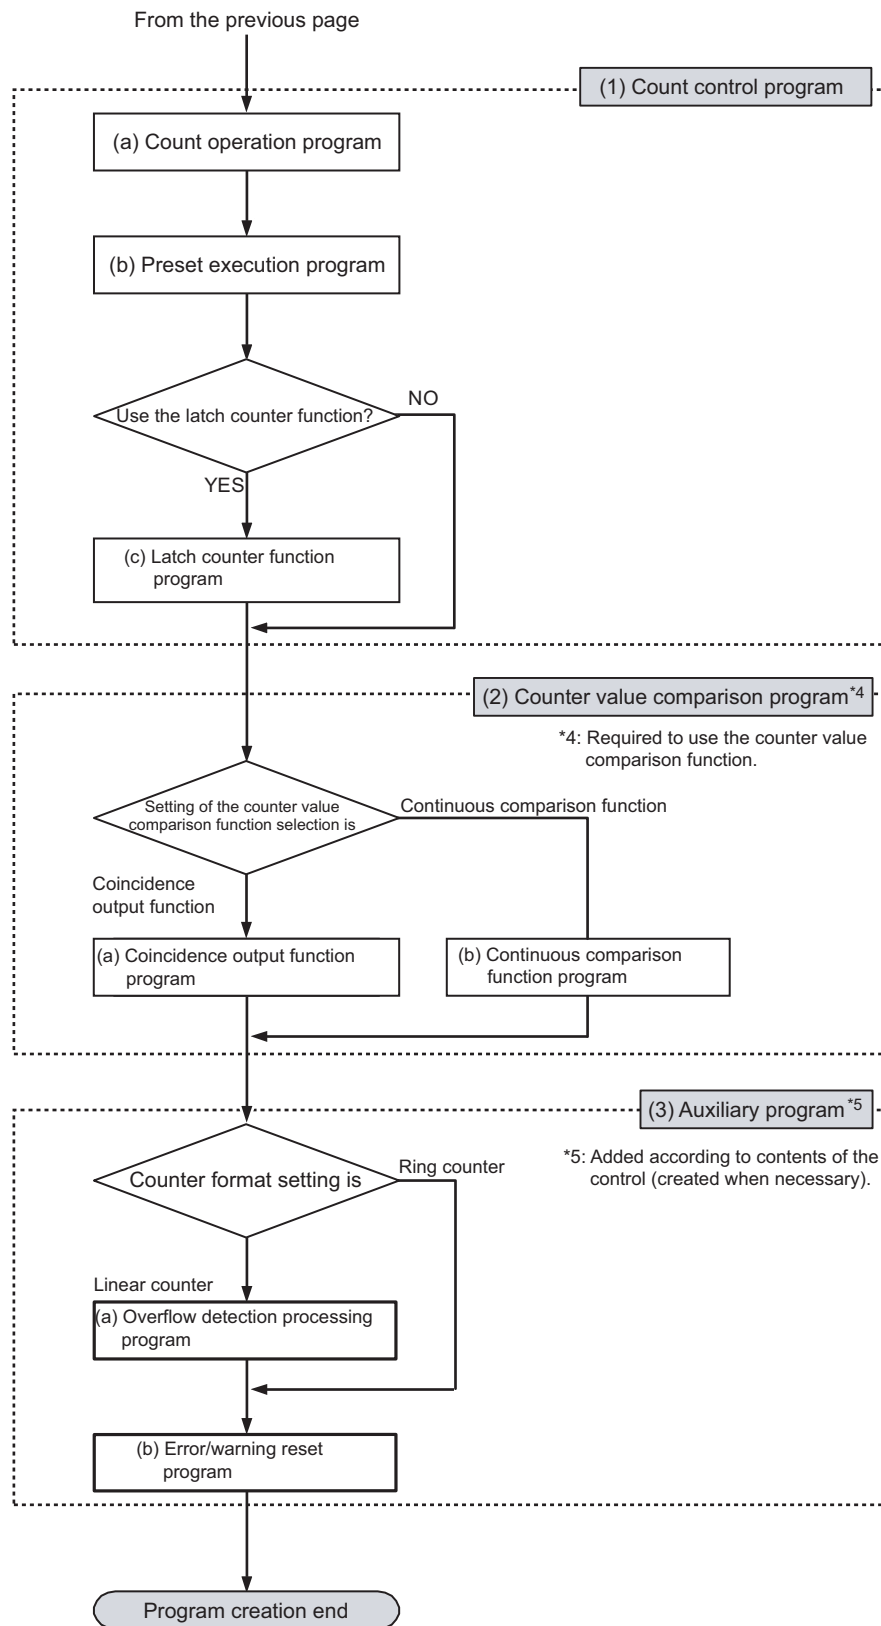 From the previous page
(1) Count control program
(a) Count operation program
(b) Preset execution program
Use the latch counter function?
NO
YES
(c) Latch counter function
program
(2) Counter value comparison program*4
*4: Required to use the counter value
comparison function.
Setting of the counter value
comparison function selection is
Continuous comparison function
Coincidence
output function
(a) Coincidence output function
program
(b) Continuous comparison
function program
(3) Auxiliary program*5
*5: Added according to contents of the
control (created when necessary).
Counter format setting is
Ring counter
Linear counter
(a) Overflow detection processing
program
(b) Error/warning reset
program
Program creation end